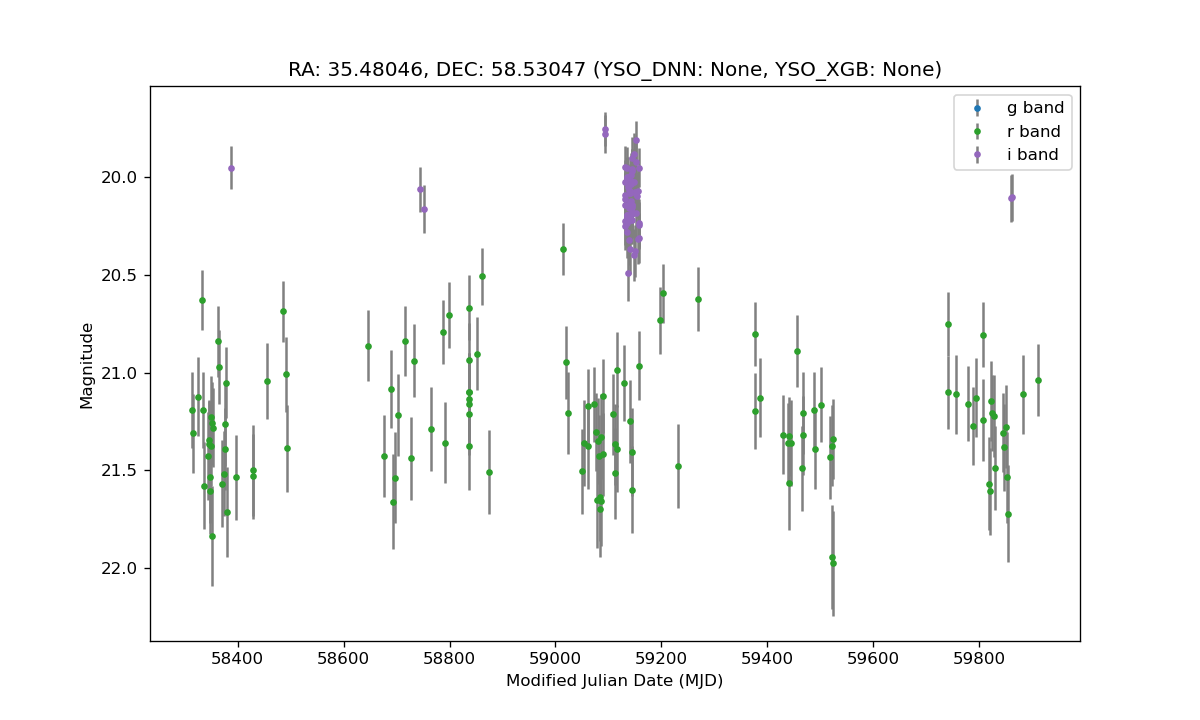 RA: 35.48046, DEC: 58.53047 (YSO_DNN: None, YSO_XGB: None)
g band
r band
i band
20.0
20.5
21.0
21.5
22.0
Magnitude
58400 58600 58800 59000 59200 59400 59600 59800
Modified Julian Date (MJD)